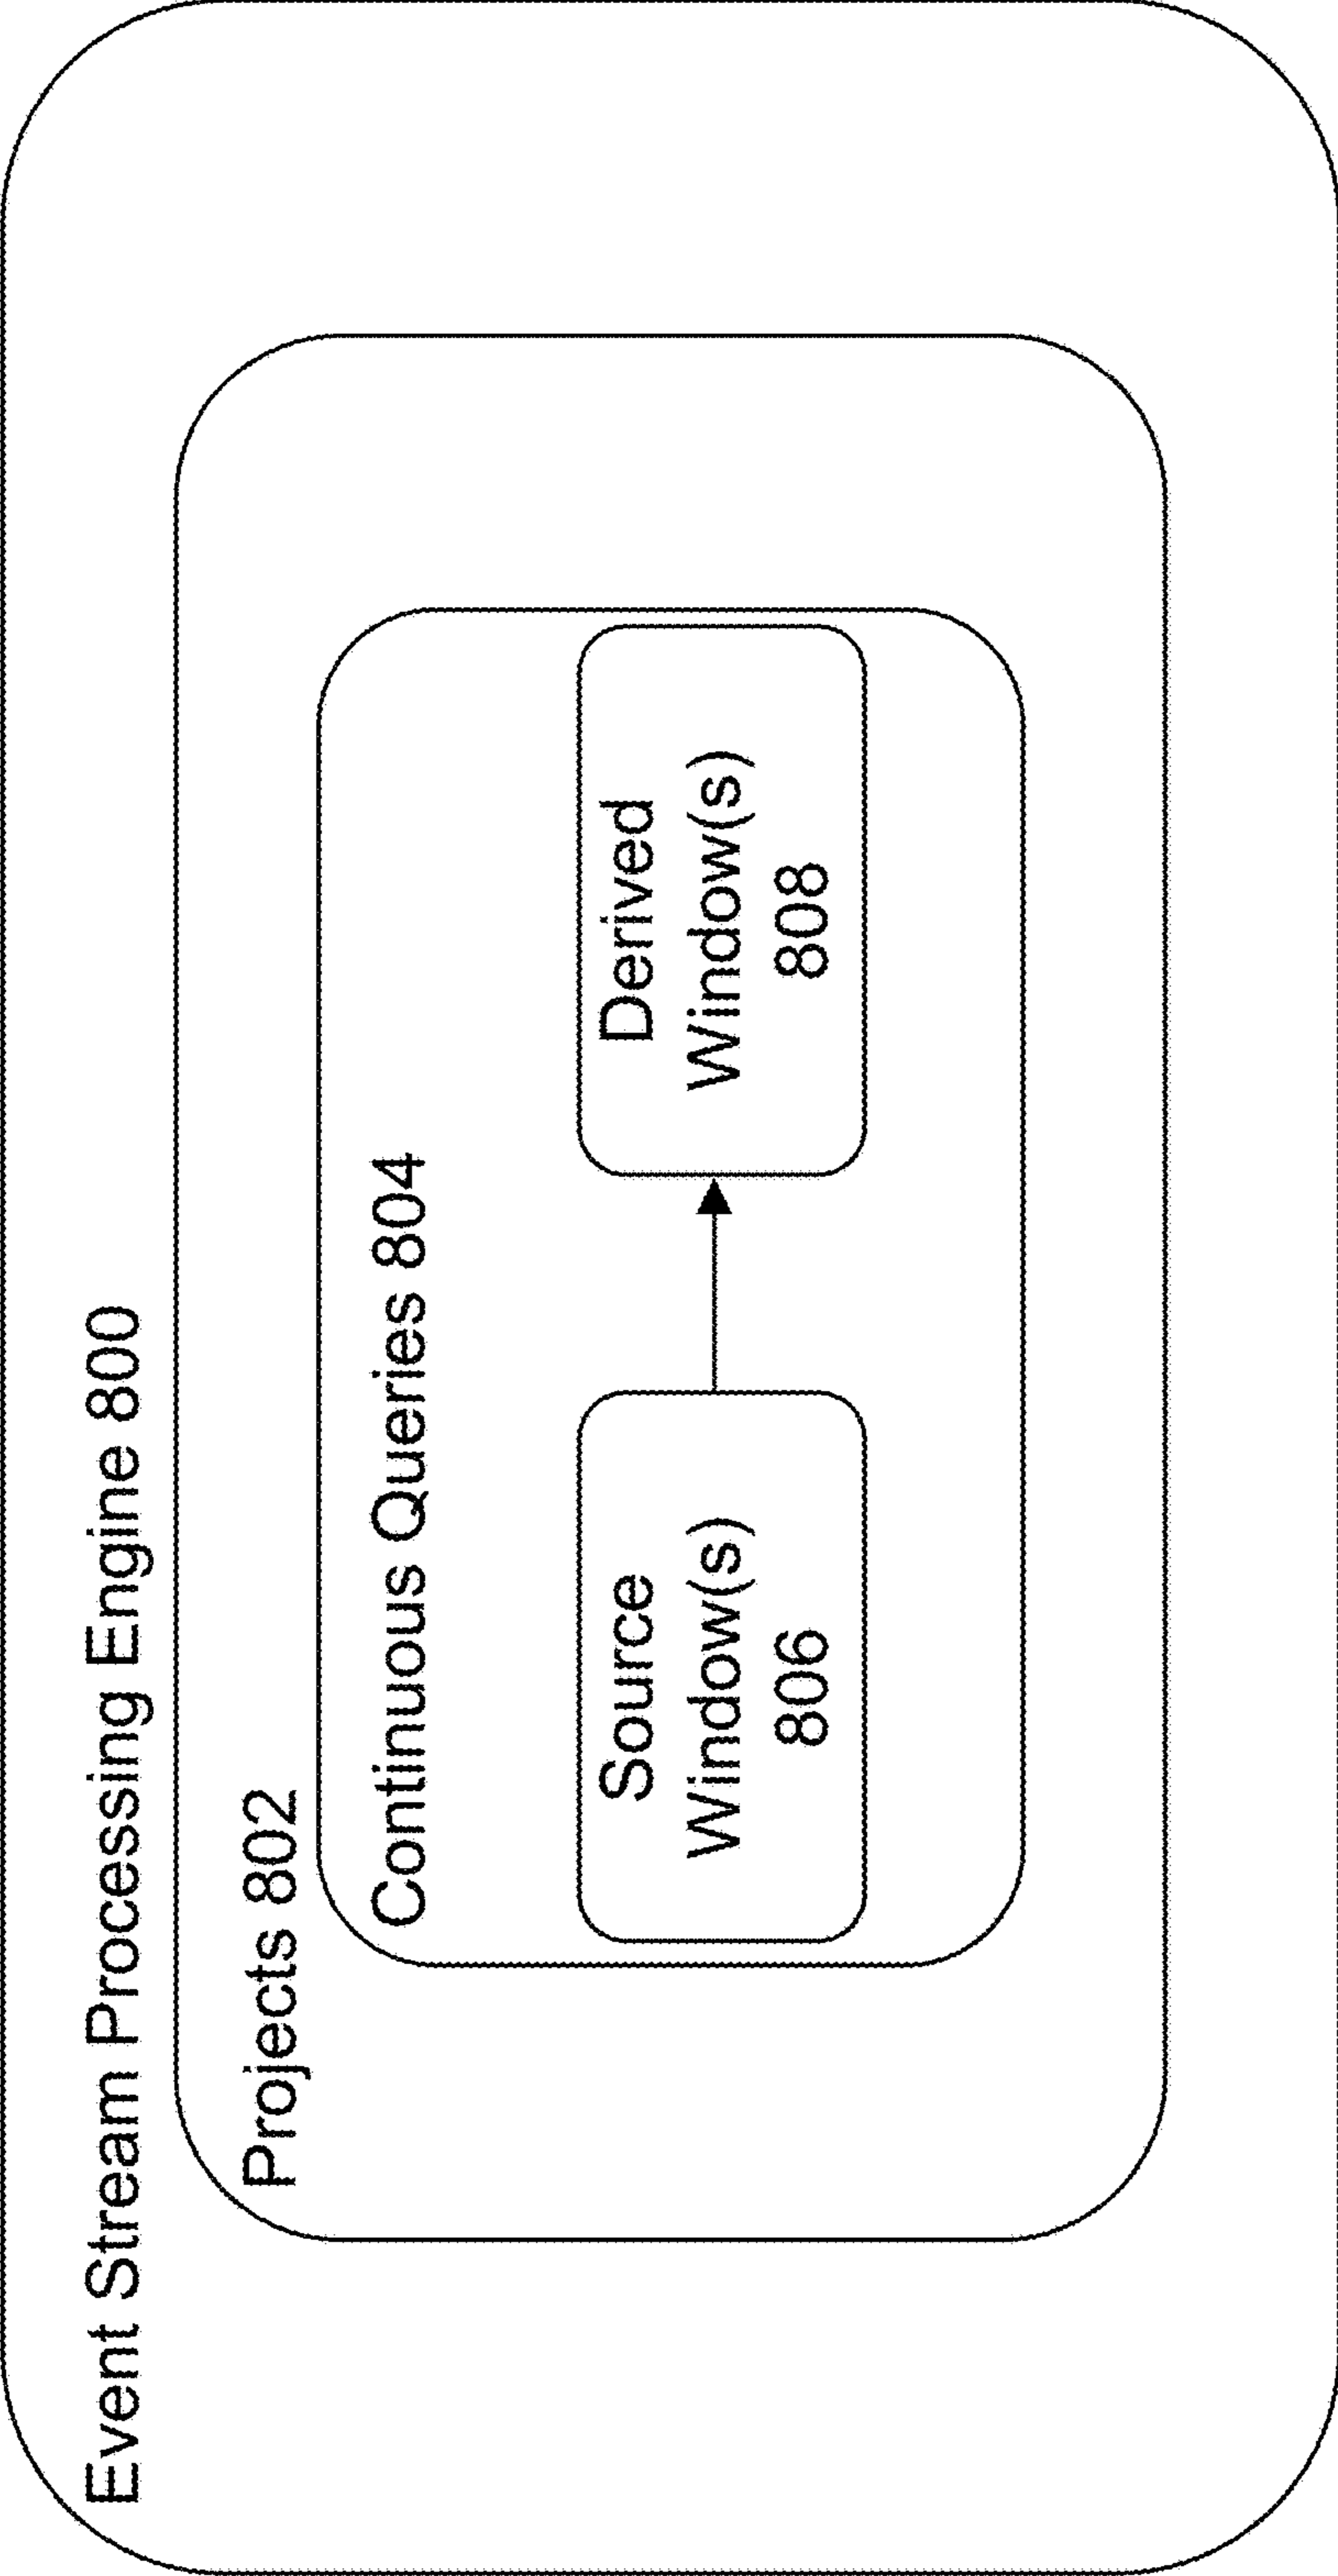 Event Stream Processing Engine 800
Projects 802
Continuous Queries 804
Source
Window(s)
806
Derived
Window(s)
808